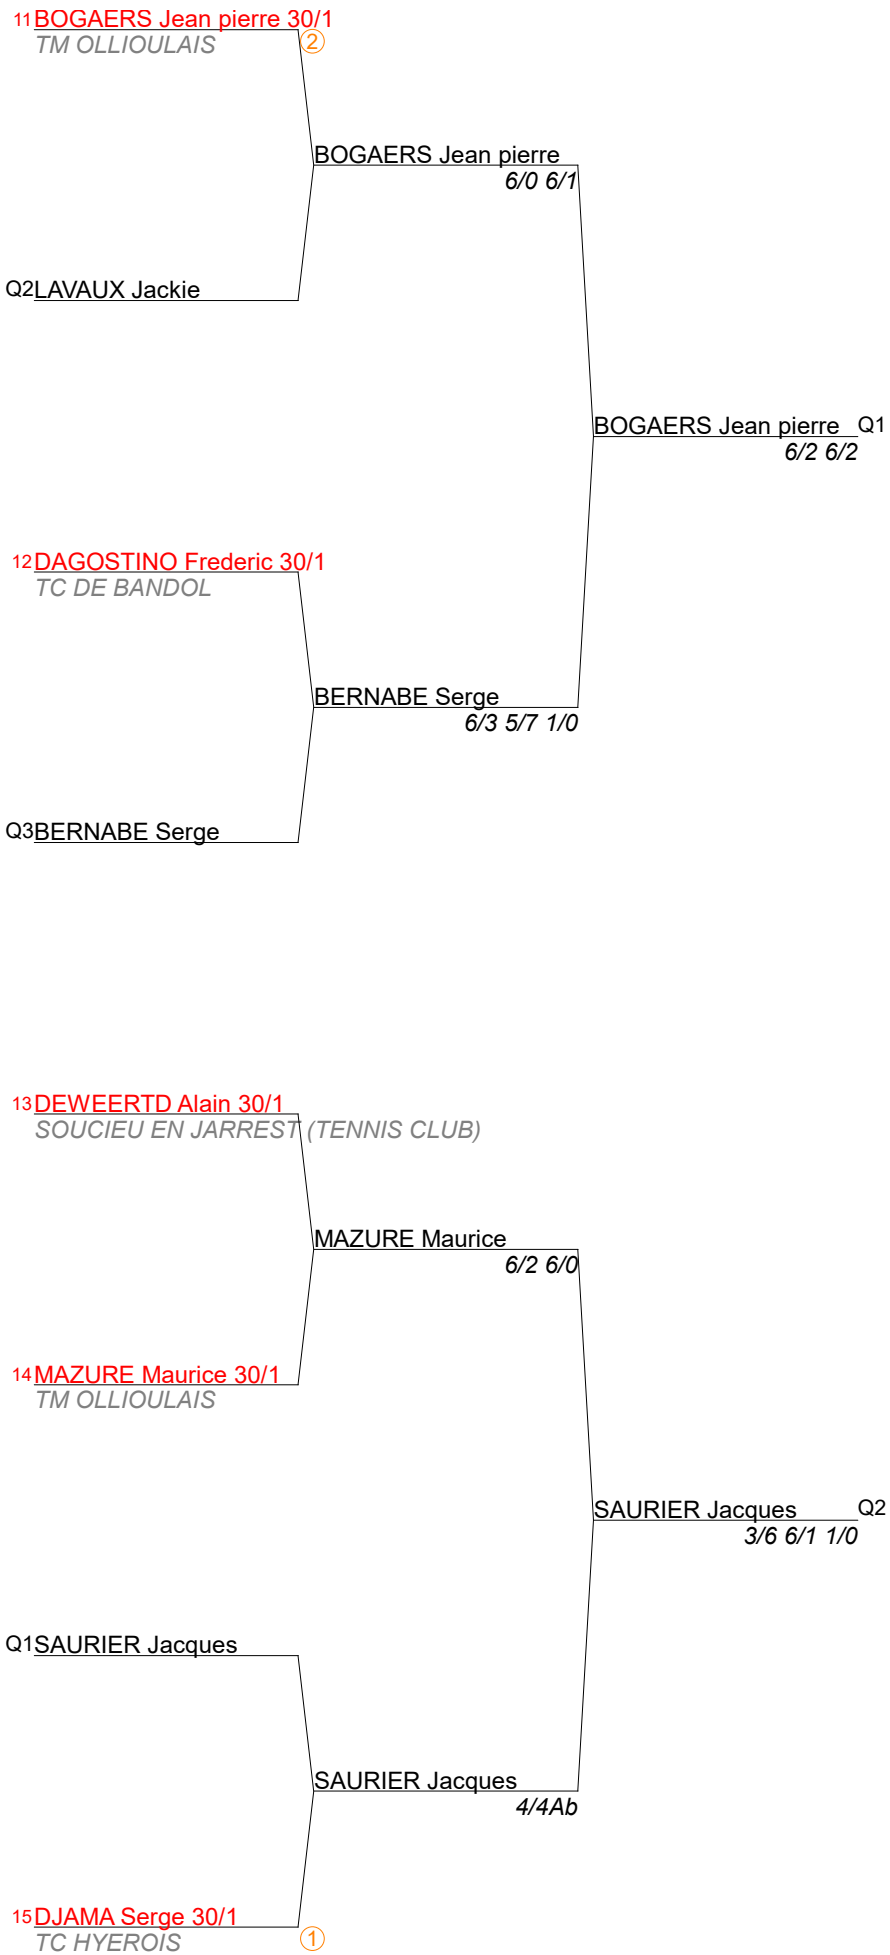 11 BOGAERS Jean pierre 30/1
TM OLLIOULAIS
②
BOGAERS Jean pierre
6/0 6/1
Q2 LAVAUX Jackie
BOGAERS Jean pierre Q1
6/2 6/2
12 DAGOSTINO Frederic 30/1
TC DE BANDOL
BERNABE Serge
6/3 5/7 1/0
Q3 BERNABE Serge
13 DEWEERTD Alain 30/1
SOUCIEU EN JARREST (TENNIS CLUB)
MAZURE Maurice
6/2 6/0
14 MAZURE Maurice 30/1
TM OLLIOULAIS
SAURIER Jacques Q2
3/6 6/1 1/0
Q1 SAURIER Jacques
SAURIER Jacques
4/4Ab
15 DJAMA Serge 30/1
TC HYEROIS
①